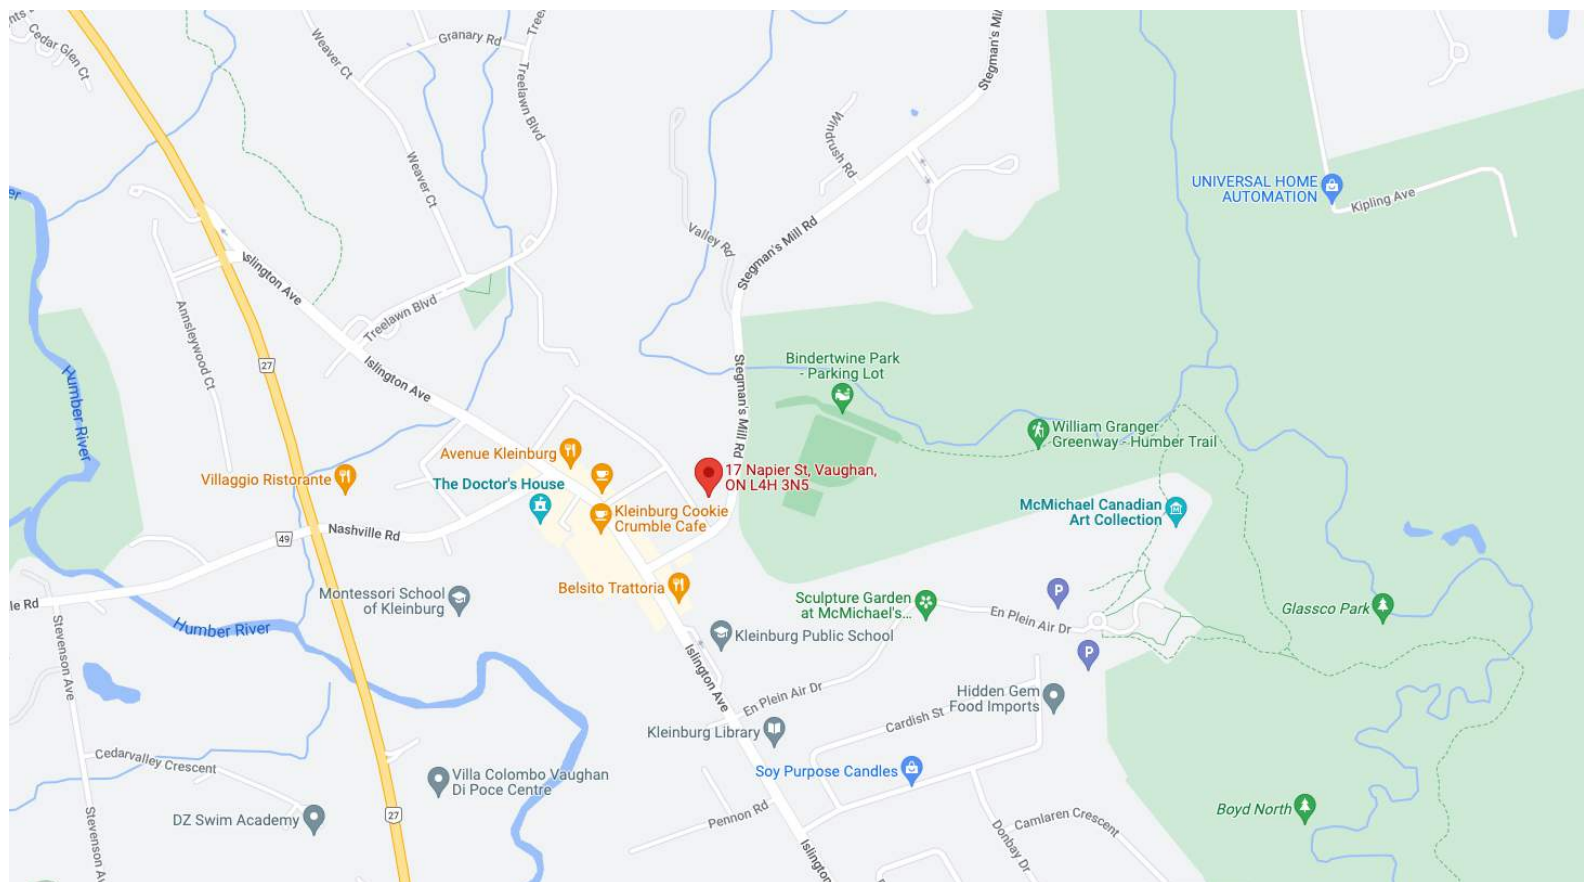 Cedar Glen Ct
Weaver Ct
Granary Rd
Treelawn Blvd
Stegman's Mill
Windrush Rd
UNIVERSAL HOME
AUTOMATION
Kipling Ave
Weaver Ct
Valley Rd
Stegman's Mill Rd
Islington Ave
Treelawn Blvd
Annsleywood Ct
27
Islington Ave
Humber River
Stegman's Mill Rd
Bindertwine Park
- Parking Lot
William Granger
Greenway - Humber Trail
Avenue Kleinburg
Villaggio Ristorante
The Doctor's House
17 Napier St, Vaughan,
ON L4H 3N5
Kleinburg Cookie
Crumble Cafe
McMichael Canadian
Art Collection
Nashville Rd
49
Belsito Trattoria
Montessori School
of Kleinburg
le Rd
Humber River
Sculpture Garden
at McMichael's...
P
En Plein Air Dr
Glassco Park
Kleinburg Public School
P
Stevenson Ave
Islington Ave
En Plein Air Dr
Hidden Gem
Food Imports
Cardish St
Kleinburg Library
Cedarvalley Crescent
Villa Colombo Vaughan
Di Poce Centre
Soy Purpose Candles
DZ Swim Academy
27
Pennon Rd
Boyd North
Camlaren Crescent
Donbay Dr
Stevenson Av
Islington